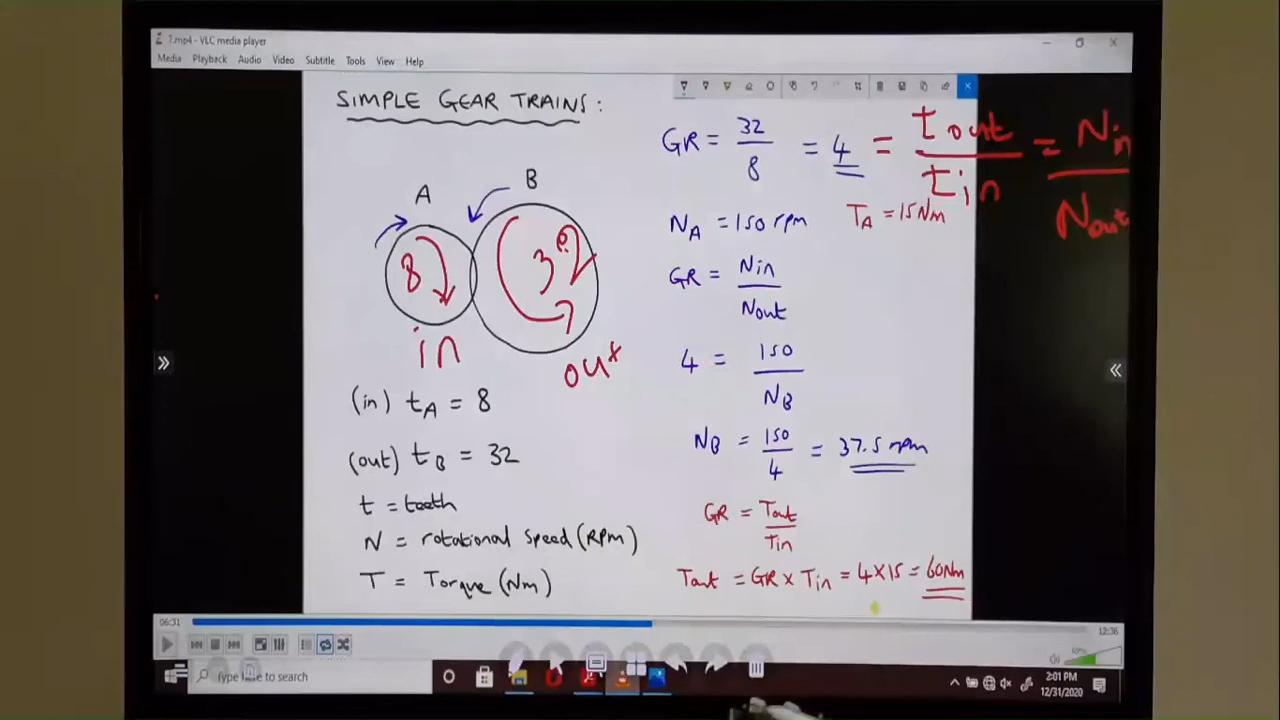 7.mp4 - VLC media player
Media Playback Audio Video Subtitle Tools View Help
SIMPLE GEAR TRAINS:
A
B
8
32
in
out
(in) tA = 8
(out) tB = 32
t = teeth
N = rotational speed (RPM)
T = Torque (Nm)
GR = 32/8 = 4 = tout/tin = Nin/Nout
NA = 150 rpm
TA = 15Nm
GR = Nin/Nout
4 = 150/NB
NB = 150/4 = 37.5 rpm
GR = Tout/Tin
Tout = GR × Tin = 4×15 = 60Nm
06:31
12:36
Type here to search
2:01 PM
12/31/2020